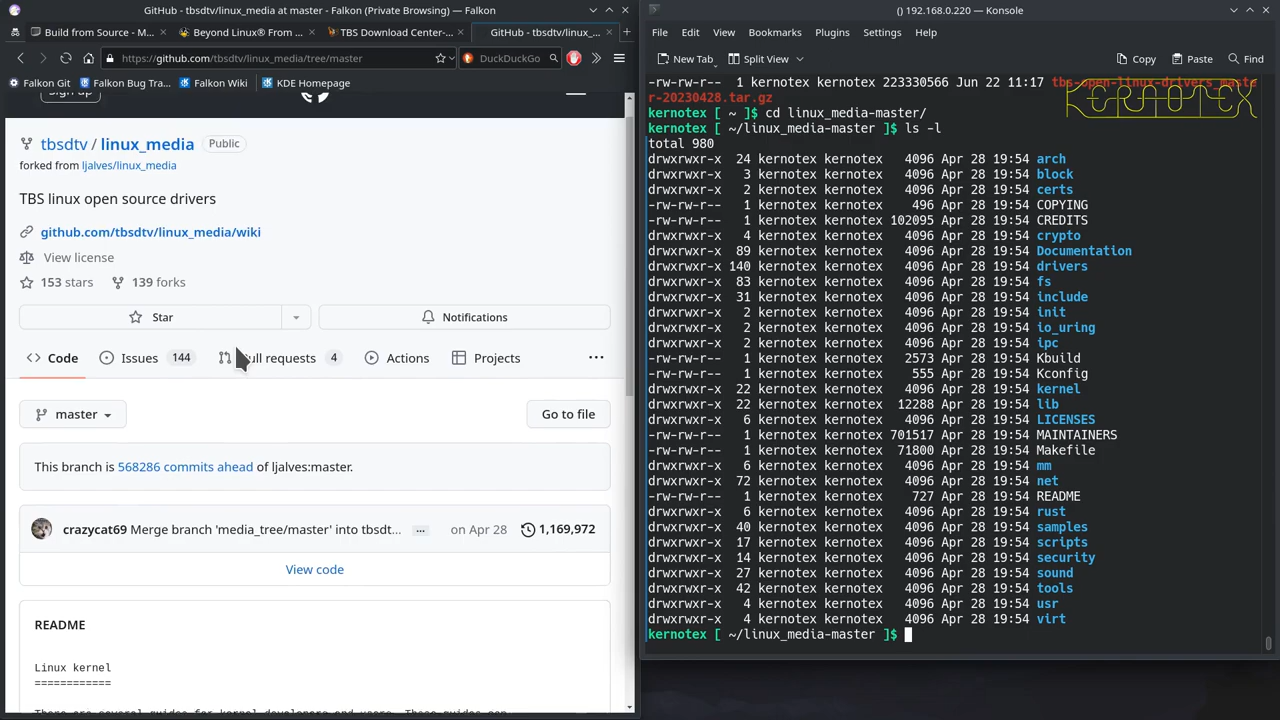 GitHub - tbsdtv/linux_media at master - Falkon (Private Browsing) — Falkon
Build from Source - M...
Beyond Linux® From ...
TBS Download Center-...
GitHub - tbsdtv/linux_...
https://github.com/tbsdtv/linux_media/tree/master
DuckDuckGo
Falkon Git
Falkon Bug Tra...
Falkon Wiki
KDE Homepage
Sign up
tbsdtv / linux_media Public
forked from ljalves/linux_media
TBS linux open source drivers
github.com/tbsdtv/linux_media/wiki
View license
153 stars 139 forks
Star
Notifications
Code
Issues 144
Pull requests 4
Actions
Projects
master
Go to file
This branch is 568286 commits ahead of ljalves:master.
crazycat69 Merge branch 'media_tree/master' into tbsdt... ... on Apr 28 1,169,972
View code
README
Linux kernel
============
There are several guides for kernel developers and users. These guides can
() 192.168.0.220 — Konsole
File Edit View Bookmarks Plugins Settings Help
New Tab Split View Copy Paste Find
-rw-rw-r-- 1 kernotex kernotex 223330566 Jun 22 11:17 tbs-open-linux-drivers_maste
r-20230428.tar.gz
KERNOTEX
kernotex [ ~ ]$ cd linux_media-master/
kernotex [ ~/linux_media-master ]$ ls -l
total 980
drwxrwxr-x 24 kernotex kernotex 4096 Apr 28 19:54 arch
drwxrwxr-x 3 kernotex kernotex 4096 Apr 28 19:54 block
drwxrwxr-x 2 kernotex kernotex 4096 Apr 28 19:54 certs
-rw-rw-r-- 1 kernotex kernotex 496 Apr 28 19:54 COPYING
-rw-rw-r-- 1 kernotex kernotex 102095 Apr 28 19:54 CREDITS
drwxrwxr-x 4 kernotex kernotex 4096 Apr 28 19:54 crypto
drwxrwxr-x 89 kernotex kernotex 4096 Apr 28 19:54 Documentation
drwxrwxr-x 140 kernotex kernotex 4096 Apr 28 19:54 drivers
drwxrwxr-x 83 kernotex kernotex 4096 Apr 28 19:54 fs
drwxrwxr-x 31 kernotex kernotex 4096 Apr 28 19:54 include
drwxrwxr-x 2 kernotex kernotex 4096 Apr 28 19:54 init
drwxrwxr-x 2 kernotex kernotex 4096 Apr 28 19:54 io_uring
drwxrwxr-x 2 kernotex kernotex 4096 Apr 28 19:54 ipc
-rw-rw-r-- 1 kernotex kernotex 2573 Apr 28 19:54 Kbuild
-rw-rw-r-- 1 kernotex kernotex 555 Apr 28 19:54 Kconfig
drwxrwxr-x 22 kernotex kernotex 4096 Apr 28 19:54 kernel
drwxrwxr-x 22 kernotex kernotex 12288 Apr 28 19:54 lib
drwxrwxr-x 6 kernotex kernotex 4096 Apr 28 19:54 LICENSES
-rw-rw-r-- 1 kernotex kernotex 701517 Apr 28 19:54 MAINTAINERS
-rw-rw-r-- 1 kernotex kernotex 71800 Apr 28 19:54 Makefile
drwxrwxr-x 6 kernotex kernotex 4096 Apr 28 19:54 mm
drwxrwxr-x 72 kernotex kernotex 4096 Apr 28 19:54 net
-rw-rw-r-- 1 kernotex kernotex 727 Apr 28 19:54 README
drwxrwxr-x 6 kernotex kernotex 4096 Apr 28 19:54 rust
drwxrwxr-x 40 kernotex kernotex 4096 Apr 28 19:54 samples
drwxrwxr-x 17 kernotex kernotex 4096 Apr 28 19:54 scripts
drwxrwxr-x 14 kernotex kernotex 4096 Apr 28 19:54 security
drwxrwxr-x 27 kernotex kernotex 4096 Apr 28 19:54 sound
drwxrwxr-x 42 kernotex kernotex 4096 Apr 28 19:54 tools
drwxrwxr-x 4 kernotex kernotex 4096 Apr 28 19:54 usr
drwxrwxr-x 4 kernotex kernotex 4096 Apr 28 19:54 virt
kernotex [ ~/linux_media-master ]$